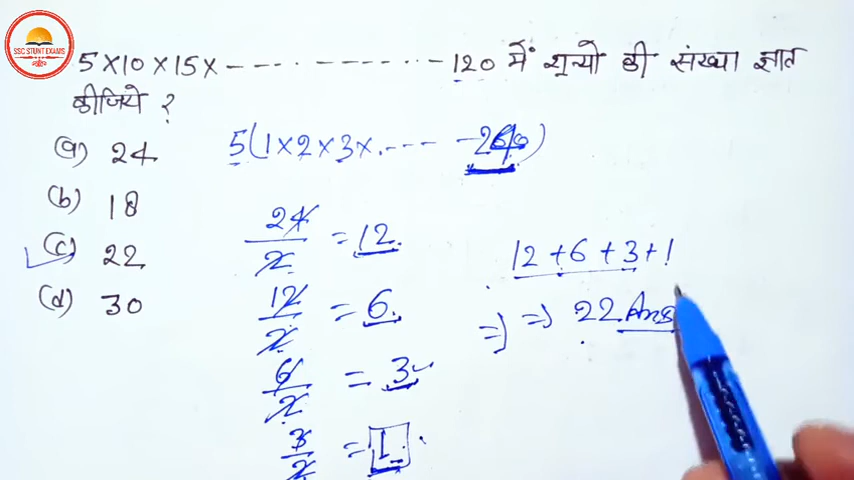 SSC STUNT EXAMS
5×10×15×---------------120 में शून्यो की संख्या ज्ञात
कीजिये ?
(a) 24
(b) 18
(c) 22
(d) 30
5(1×2×3×.---- -24)
24/2 = 12.
12/2 = 6.
6/2 = 3
3/2 = 1
12+6+3+1
=) =) 22 Ans